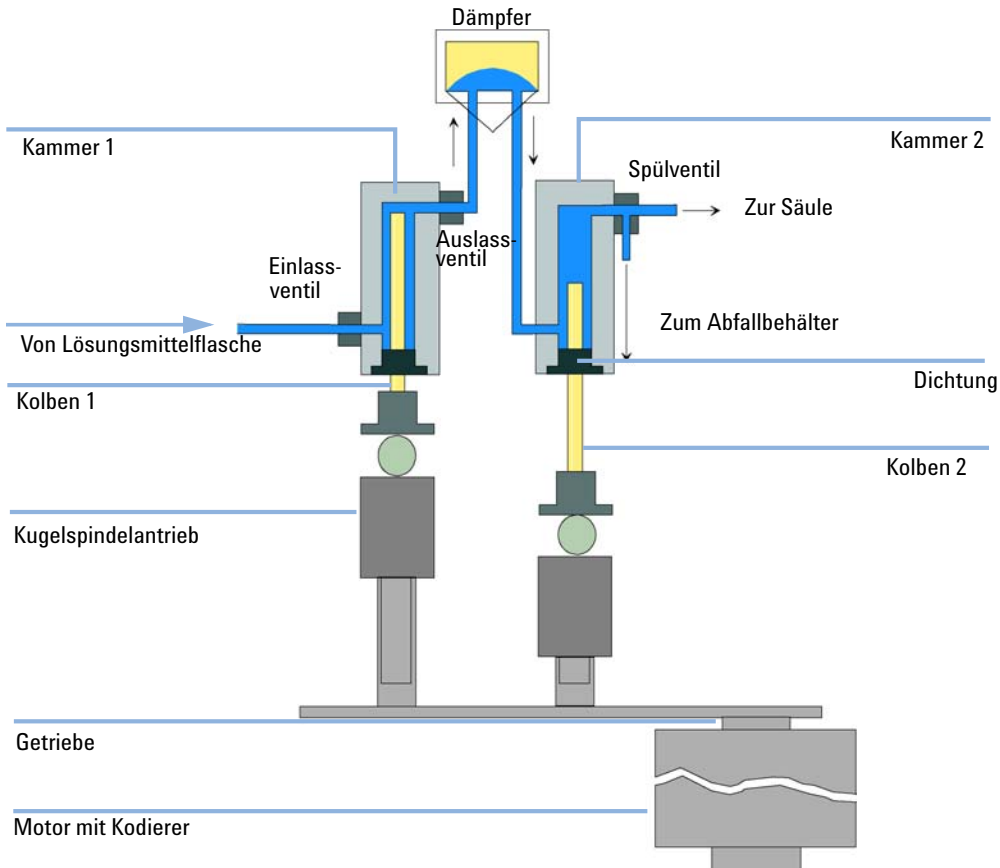 Dämpfer
Kammer 1
Kammer 2
Spülventil
Zur Säule
Auslass-
ventil
Einlass-
ventil
Zum Abfallbehälter
Von Lösungsmittelflasche
Dichtung
Kolben 1
Kolben 2
Kugelspindelantrieb
Getriebe
Motor mit Kodierer